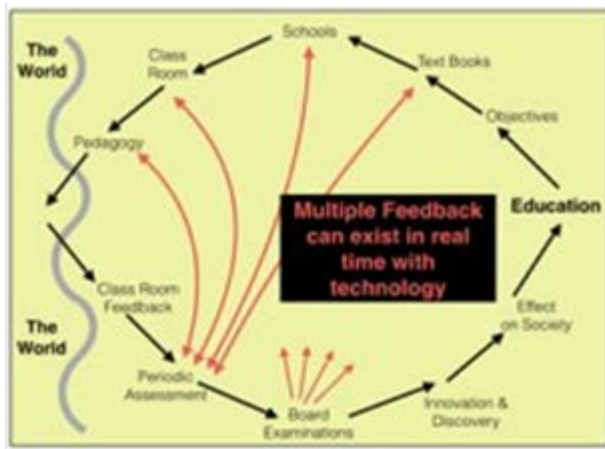 The
World
Class
Room
Schools
Text Books
Objectives
Pedagogy
Multiple Feedback
can exist in real
time with
technology
Education
Class Room
Feedback
The
World
Effect
on Society
Periodic
Assessment
Board
Examinations
Innovation &
Discovery